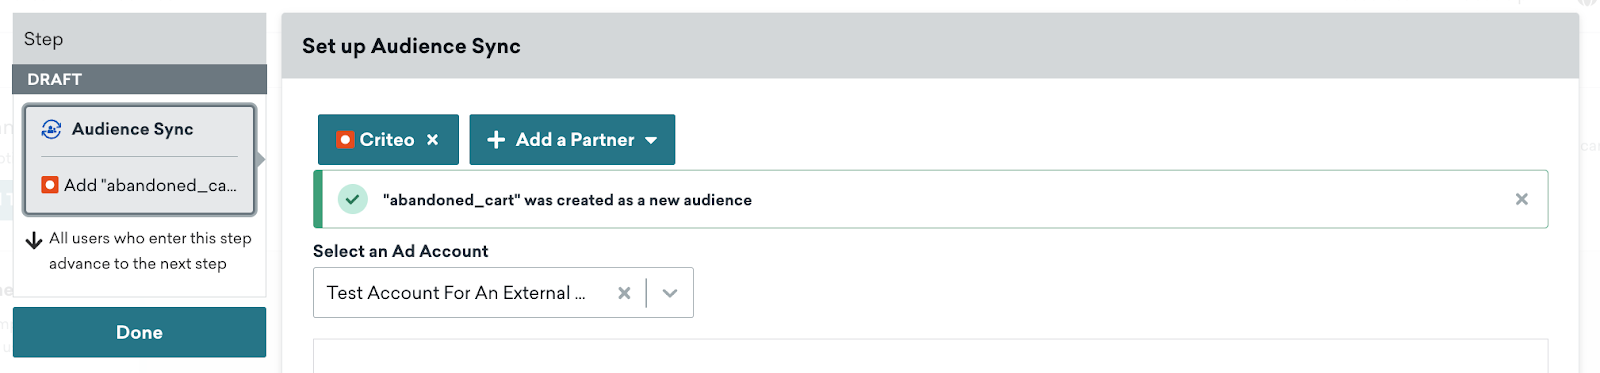 Step
DRAFT
Audience Sync
Add "abandoned_ca...
All users who enter this step
advance to the next step
Done
Set up Audience Sync
Criteo
Add a Partner
"abandoned_cart" was created as a new audience
Select an Ad Account
Test Account For An External ...